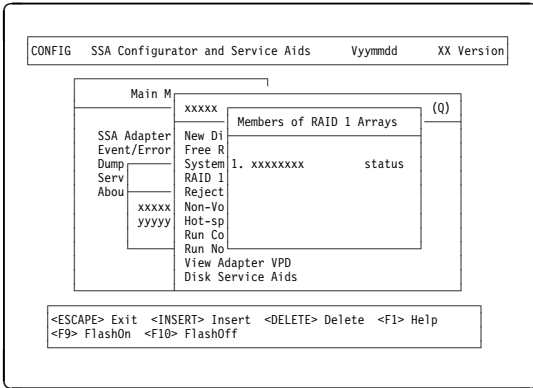 CONFIG SSA Configurator and Service Aids Vyymmdd XX Version
Main M
xxxxx (Q)
Members of RAID 1 Arrays
SSA Adapter New Di
Event/Error Free R
Dump System 1. xxxxxxxx status
Serv RAID 1
Abou Reject
xxxxx Non-Vo
yyyyy Hot-sp
Run Co
Run No
View Adapter VPD
Disk Service Aids
<ESCAPE> Exit <INSERT> Insert <DELETE> Delete <F1> Help
<F9> FlashOn <F10> FlashOff